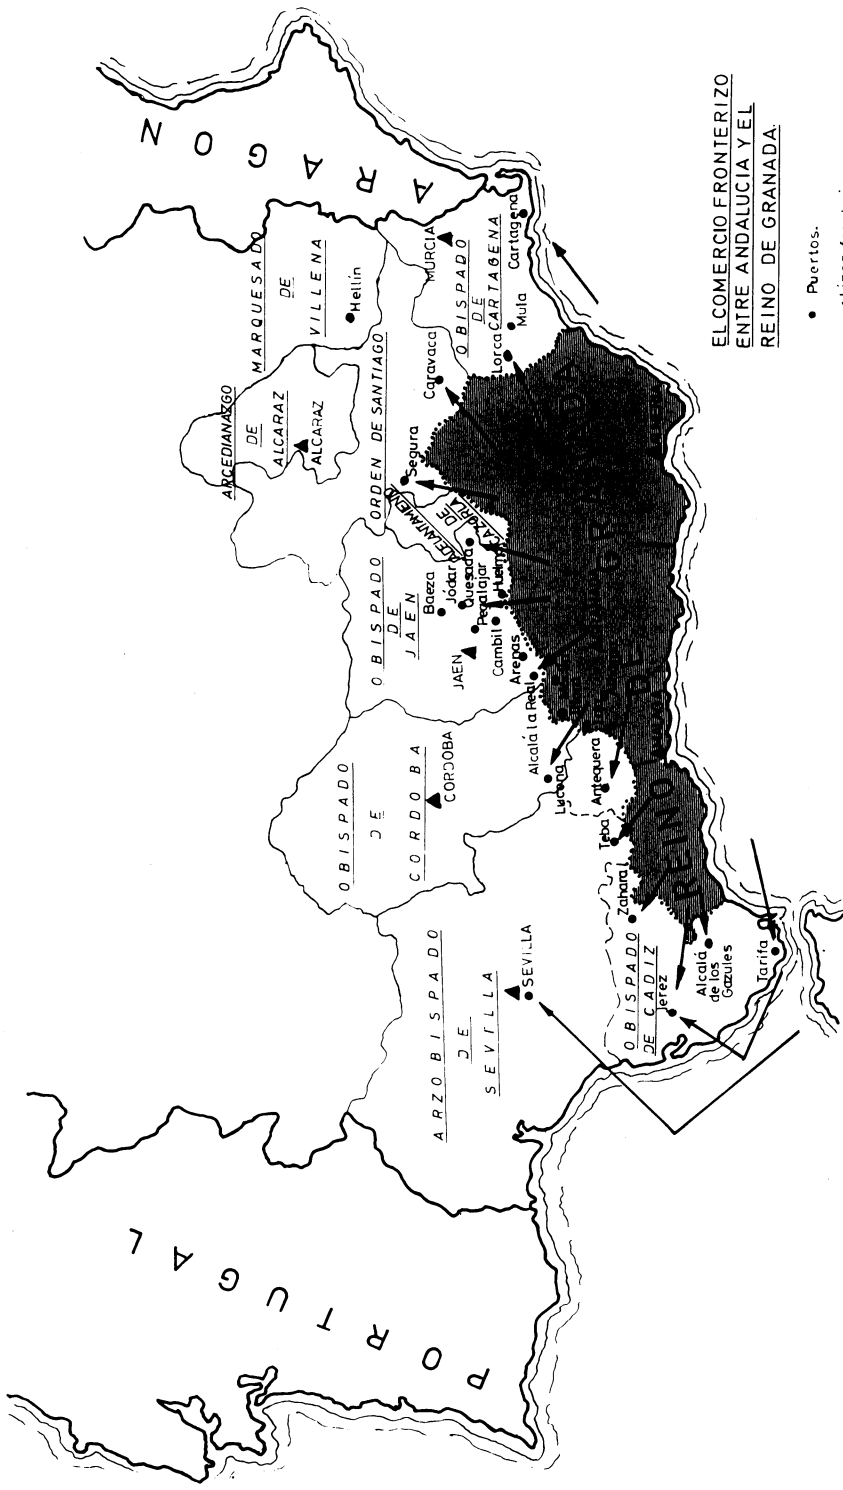 PORTUGAL
ARAGON
ARZOBISPADO
DE
SEVILLA
SEVILLA
OBISPADO
DE
CORDOBA
CORDOBA
OBISPADO
DE
JAEN
JAEN
Baeza
Jódar
Quesada
Pegalajar
Huelma
Cambil
Arenas
Alcalá la Real
Lucena
Antequera
Teba
Zahara
OBISPADO
DE CADIZ
Jerez
Alcalá
de los
Gazules
Tarifa
ADELANTAMIENTO
DE
CAZORLA
ORDEN DE SANTIAGO
Segura
Caravaca
ARCEDIANAZGO
DE
ALCARAZ
ALCARAZ
MARQUESADO
DE
VILLENA
Hellín
MURCIA
OBISPADO
DE
CARTAGENA
Lorca
Mula
Cartagena
REINO DE GRANADA
EL COMERCIO FRONTERIZO
ENTRE ANDALUCIA Y EL
REINO DE GRANADA.
Puertos.